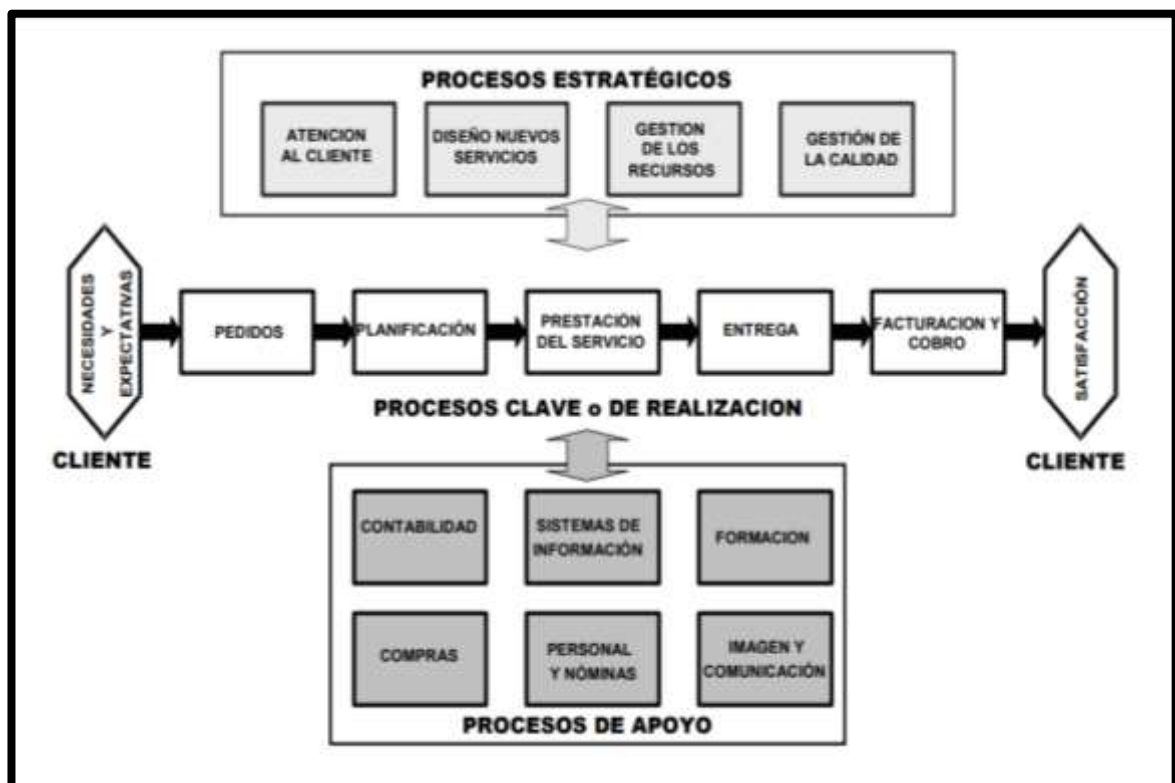 PROCESOS ESTRATÉGICOS
ATENCION
AL CLIENTE
DISEÑO NUEVOS
SERVICIOS
GESTION
DE LOS
RECURSOS
GESTIÓN DE
LA CALIDAD
NECESIDADES
Y
EXPECTATIVAS
CLIENTE
PEDIDOS
PLANIFICACIÓN
PRESTACION
DEL SERVICIO
ENTREGA
FACTURACION Y
COBRO
SATISFACCIÓN
CLIENTE
PROCESOS CLAVE o DE REALIZACION
CONTABILIDAD
SISTEMAS DE
INFORMACIÓN
FORMACION
COMPRAS
PERSONAL
Y NÓMINAS
IMAGEN Y
COMUNICACIÓN
PROCESOS DE APOYO